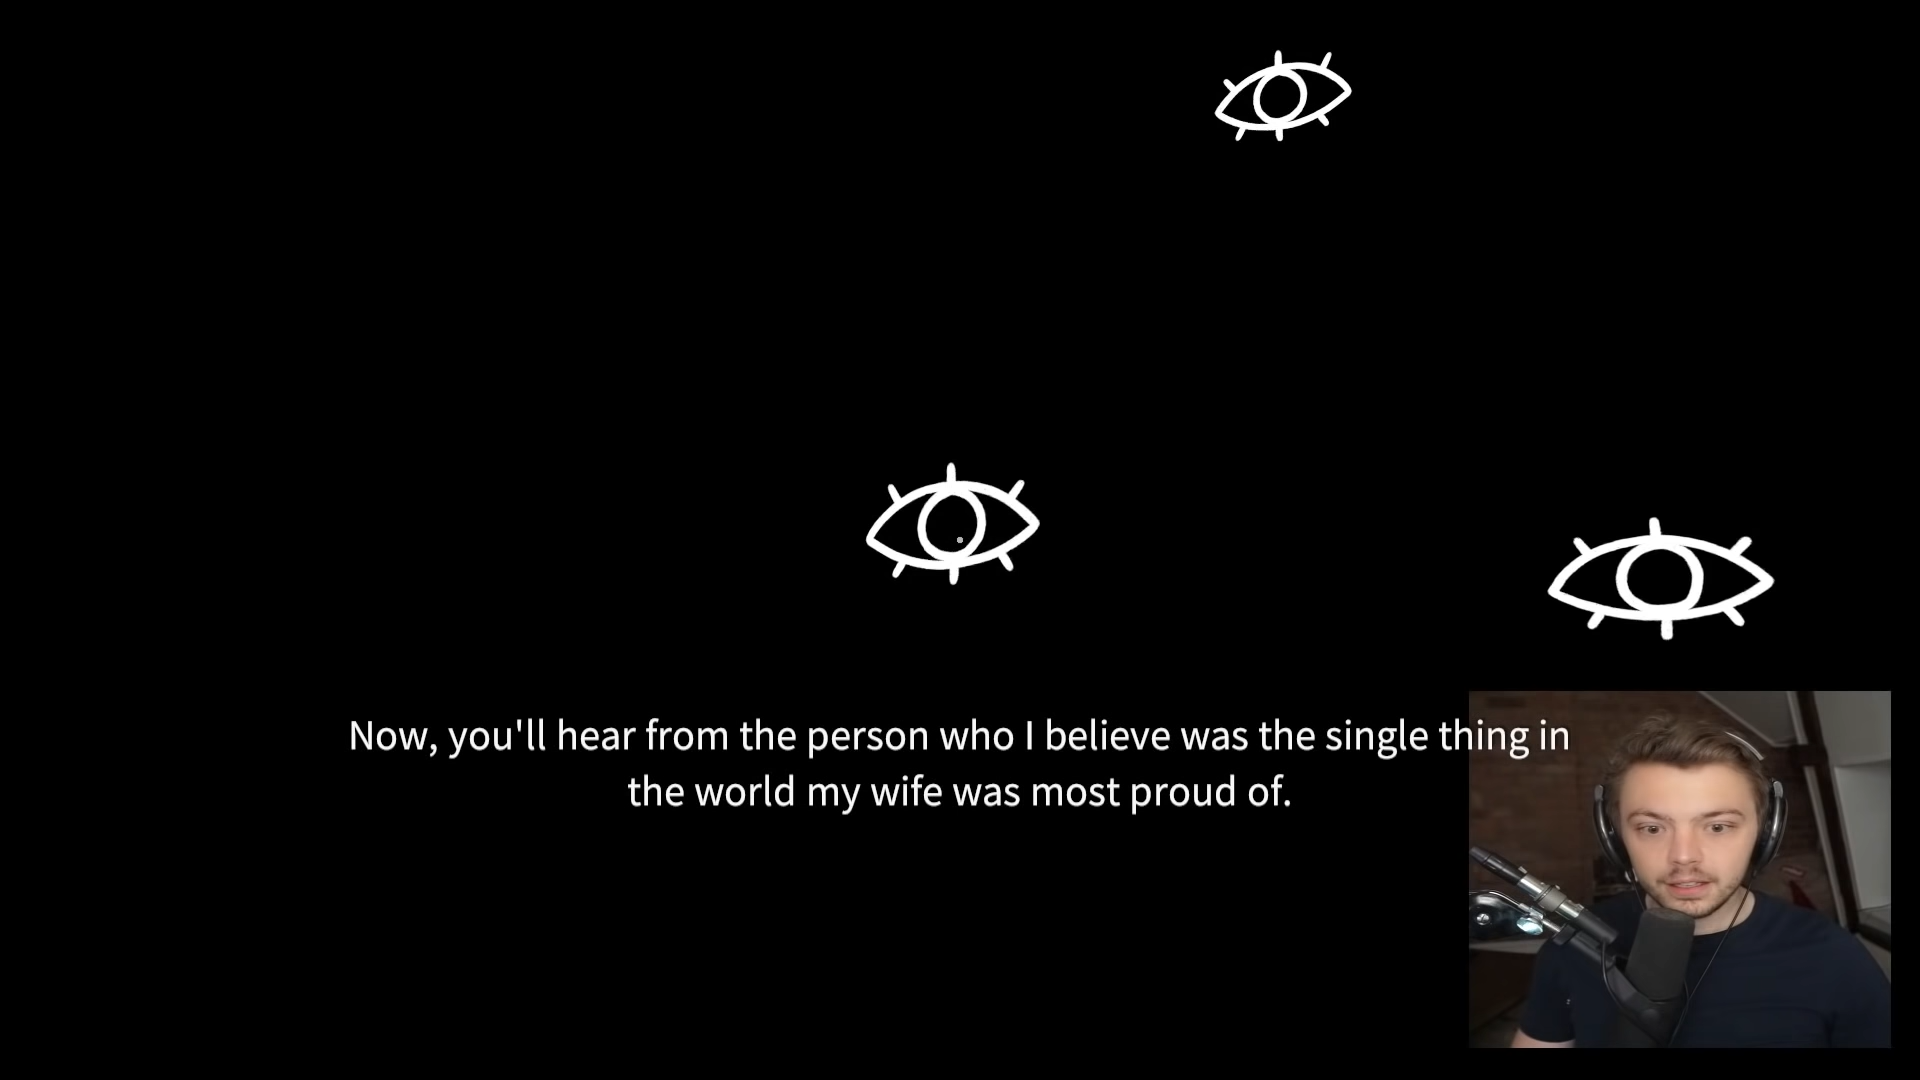 Now, you'll hear from the person who I believe was the single thing in
the world my wife was most proud of.